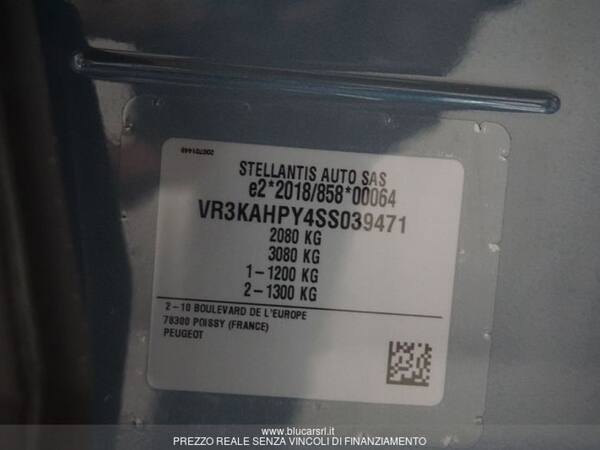 200701449
STELLANTIS AUTO SAS
e2*2018/858*00064
VR3KAHPY4SS039471
2080 KG
3080 KG
1-1200 KG
2-1300 KG
2-10 BOULEVARD DE L'EUROPE
78300 POISSY (FRANCE)
PEUGEOT
www.blucarsrl.it
PREZZO REALE SENZA VINCOLI DI FINANZIAMENTO